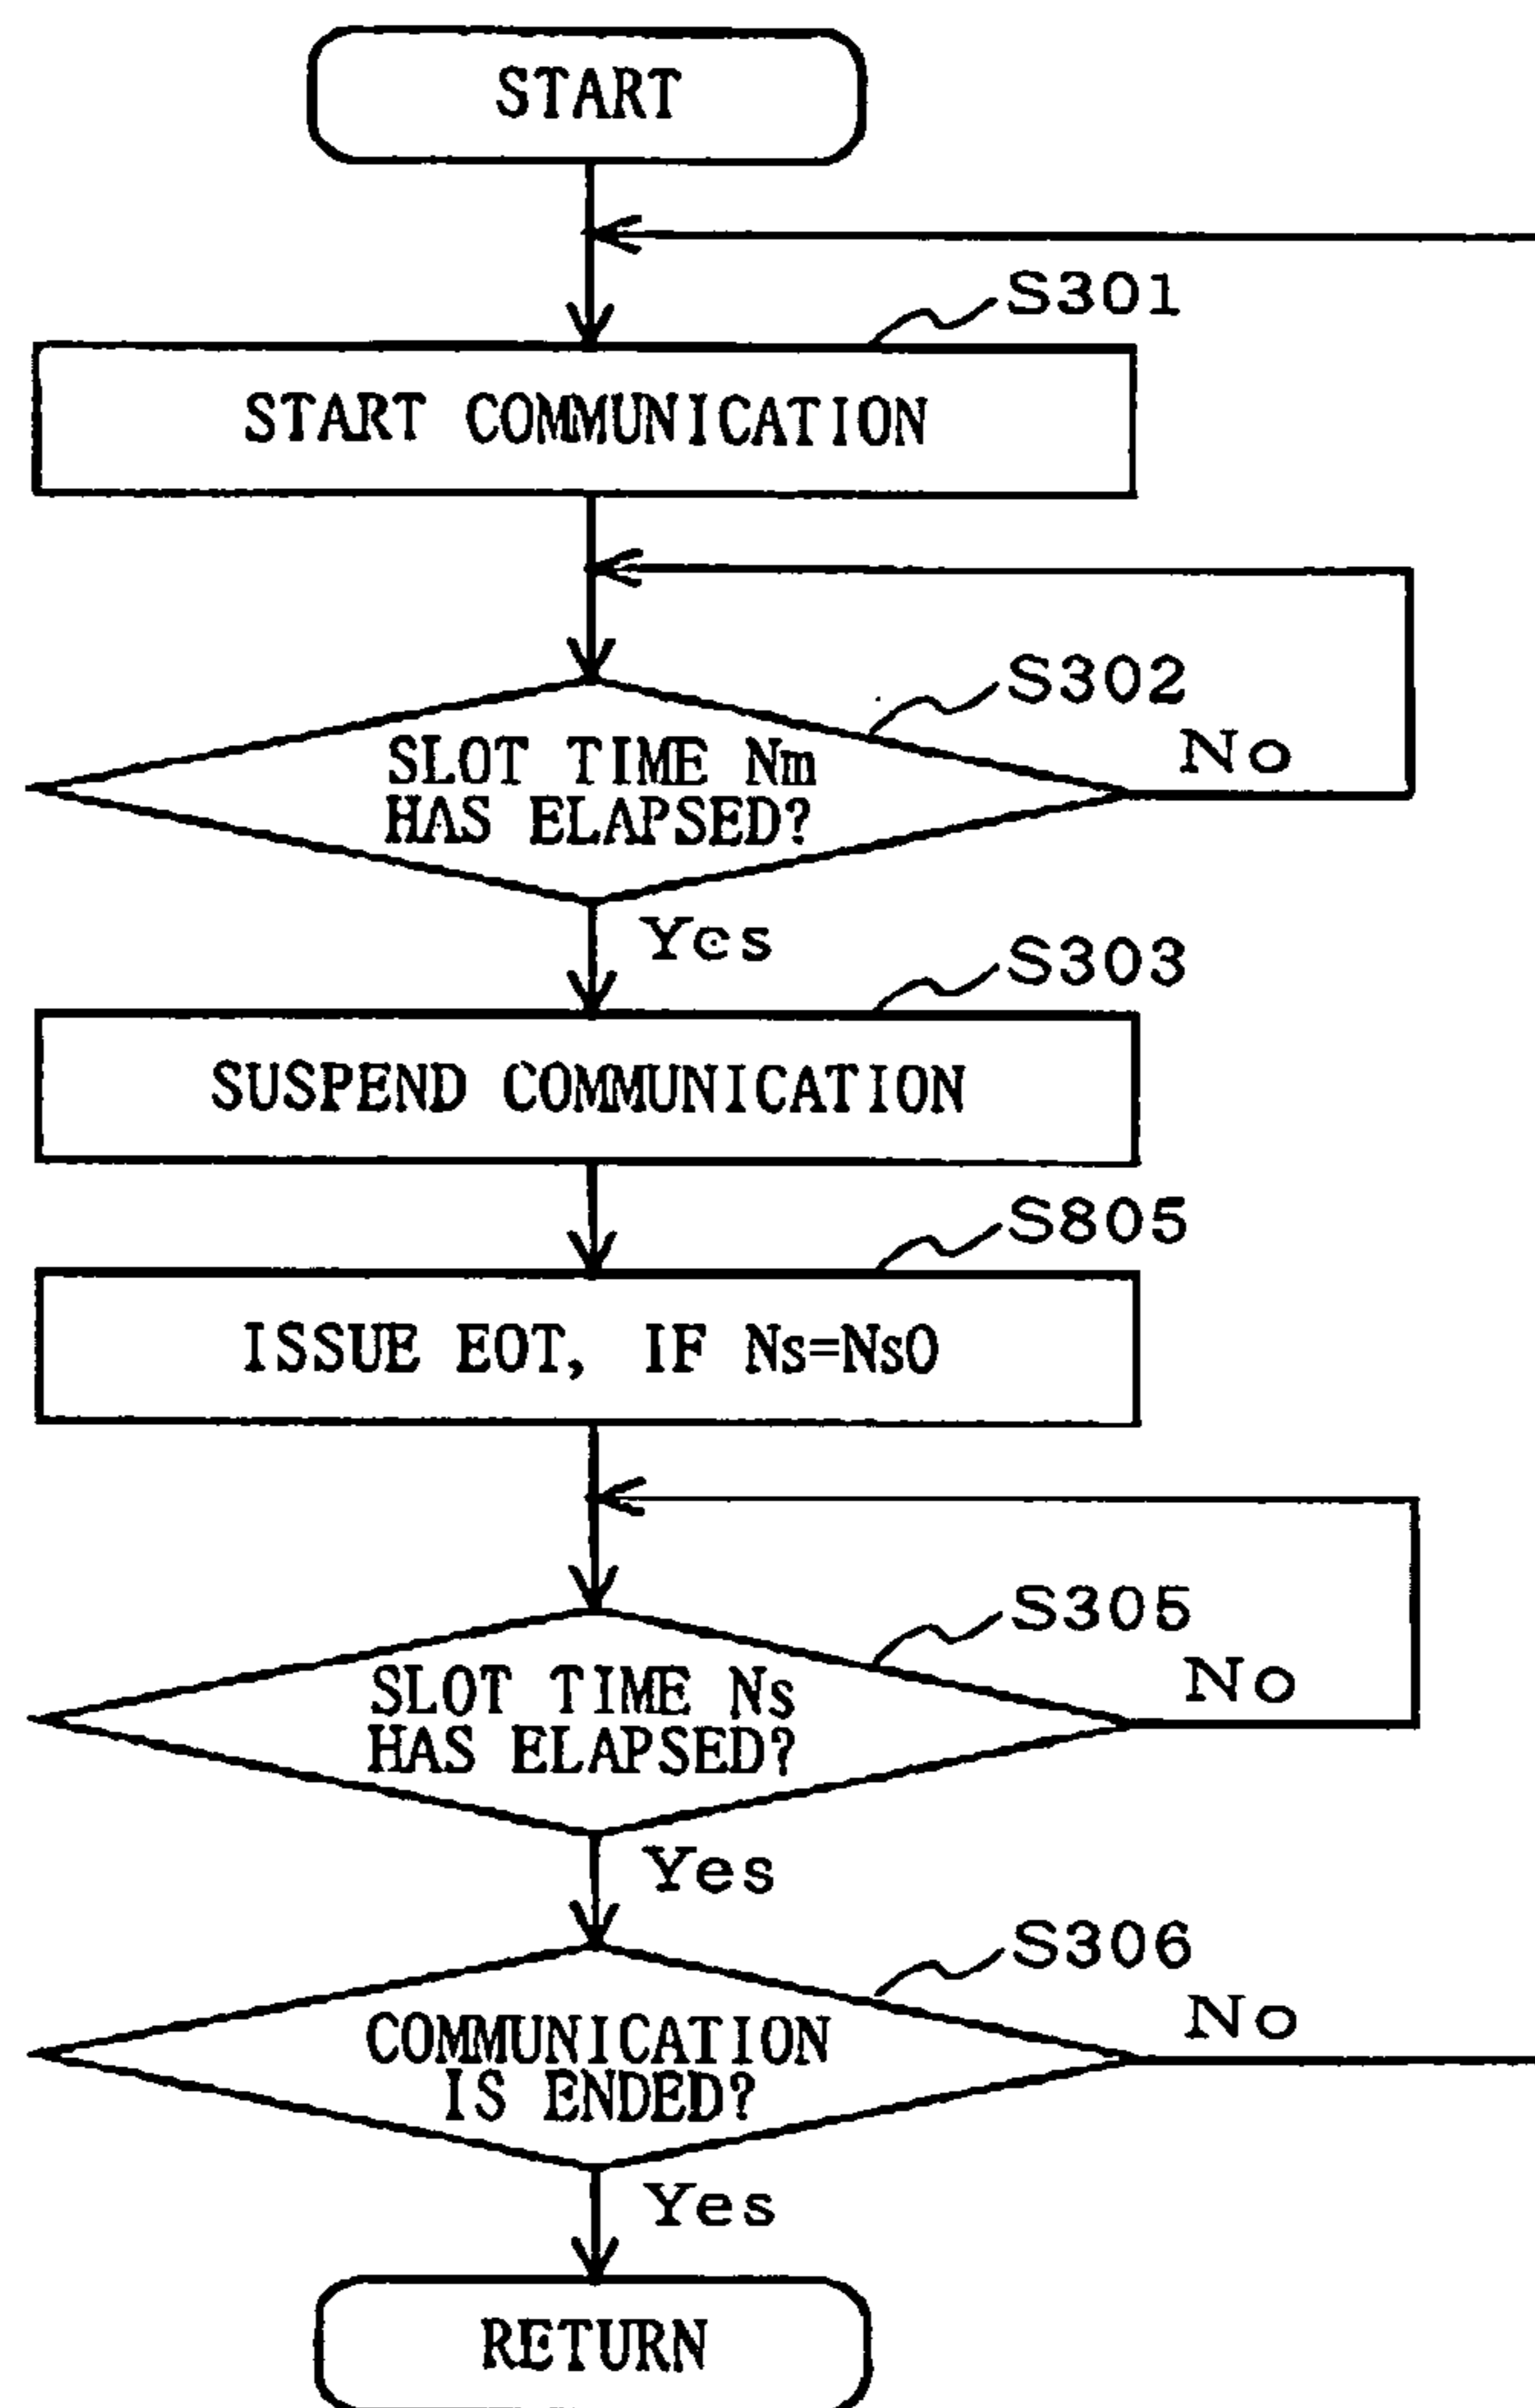 START
S301
START COMMUNICATION
S302
SLOT TIME Nm
HAS ELAPSED?
No
Yes
S303
SUSPEND COMMUNICATION
S805
ISSUE EOT, IF Ns=Ns0
S305
SLOT TIME Ns
HAS ELAPSED?
No
Yes
S306
COMMUNICATION
IS ENDED?
No
Yes
RETURN